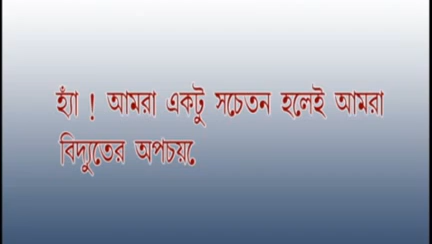 হ্যাঁ ! আমরা একটু সচেতন হলেই আমরা
বিদ্যুতের অপচয়